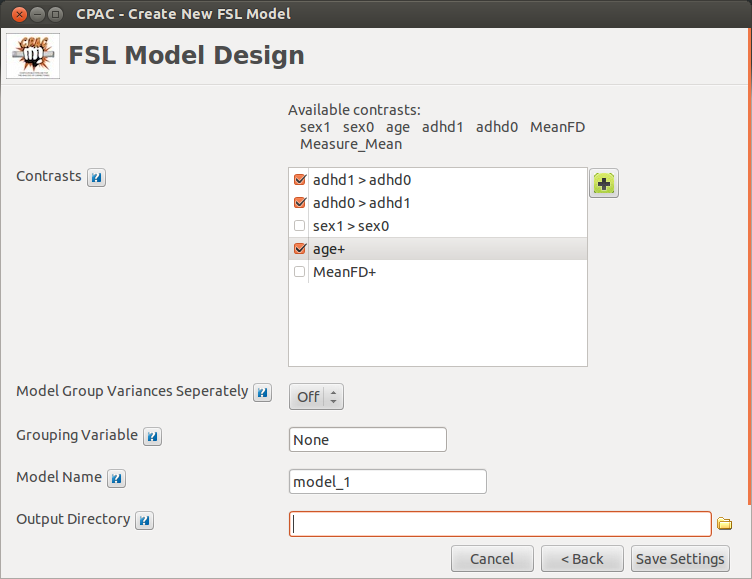 CPAC - Create New FSL Model
CPAC
FSL Model Design
Available contrasts:
sex1 sex0 age adhd1 adhd0 MeanFD
Measure_Mean
Contrasts ?
adhd1 > adhd0
adhd0 > adhd1
sex1 > sex0
age+
MeanFD+
Model Group Variances Seperately ?
Off
Grouping Variable ?
None
Model Name ?
model_1
Output Directory ?
Cancel
< Back
Save Settings